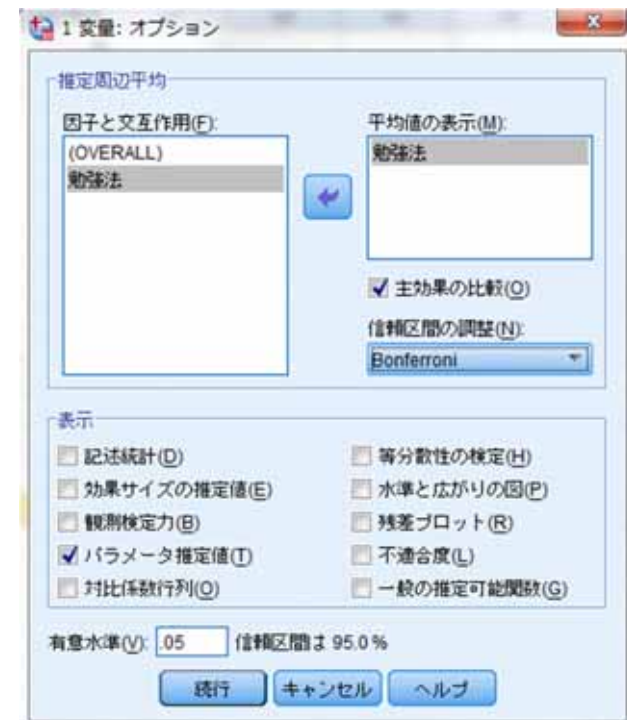 1 変量: オプション
推定周辺平均
因子と交互作用(F):
(OVERALL)
勉強法
平均値の表示(M):
勉強法
主効果の比較(O)
信頼区間の調整(N):
Bonferroni
表示
記述統計(D)
効果サイズの推定値(E)
観測検定力(B)
パラメータ推定値(T)
対比係数行列(O)
等分散性の検定(H)
水準と広がりの図(P)
残差プロット(R)
不適合度(L)
一般の推定可能関数(G)
有意水準(V): .05 信頼区間は 95.0 %
続行 キャンセル ヘルプ